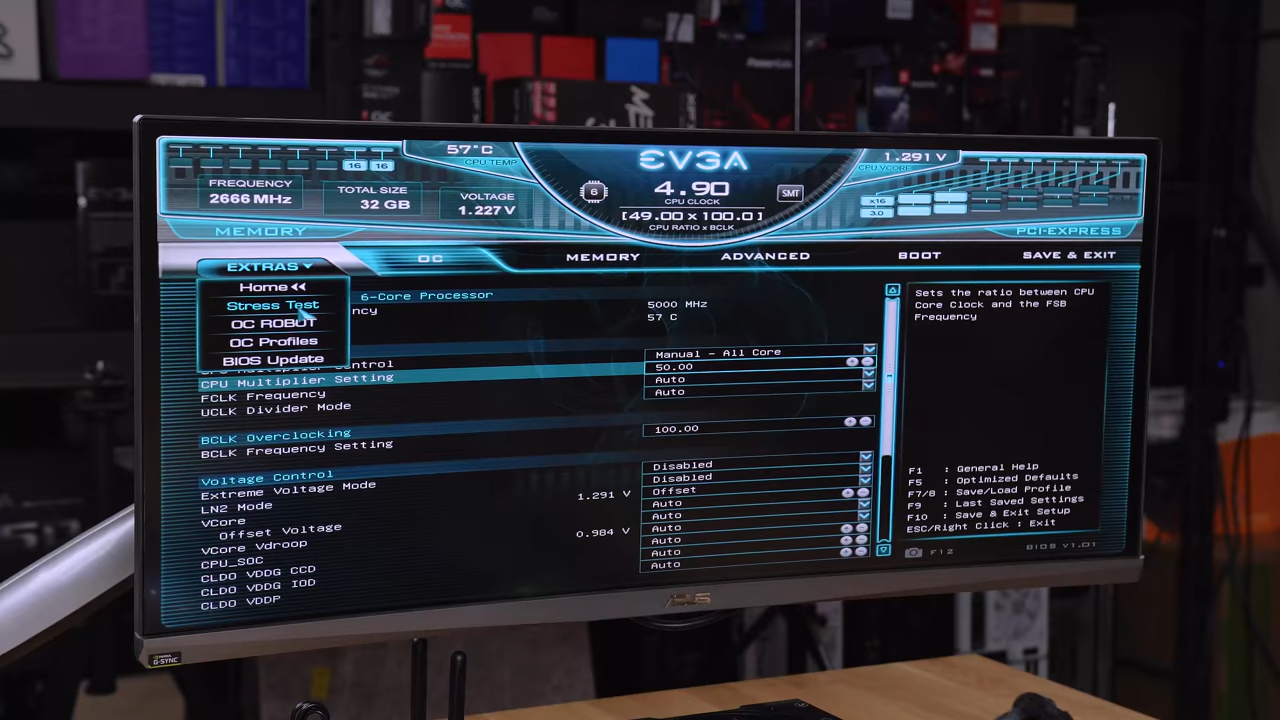 57°C
CPU TEMP
16 16
FREQUENCY
2666 MHz
TOTAL SIZE
32 GB
VOLTAGE
1.227 V
MEMORY
EVGA
6
4.90
SMT
CPU CLOCK
[49.00 x 100.0]
CPU RATIO x BCLK
1.291 V
CPU VCORE
x16
3.0
PCI-EXPRESS
EXTRAS
OC
MEMORY
ADVANCED
BOOT
SAVE & EXIT
Home
Stress Test
OC ROBOT
OC Profiles
BIOS Update
6-Core Processor
ncy 5000 MHz
57 C
Control Manual - All Core
CPU Multiplier Setting 50.00
FCLK Frequency Auto
UCLK Divider Mode Auto
BCLK Overclocking
BCLK Frequency Setting 100.00
Voltage Control
Extreme Voltage Mode Disabled
LN2 Mode Disabled
VCore 1.291 V Offset
Offset Voltage Auto
VCore Vdroop Auto
CPU_SOC 0.984 V Auto
CLDO VDDG CCD Auto
CLDO VDDG IOD Auto
CLDO VDDP Auto
Sets the ratio between CPU
Core Clock and the FSB
Frequency
F1 : General Help
F5 : Optimized Defaults
F7/8 : Save/Load Profile
F9 : Last Saved Settings
F10 : Save & Exit Setup
ESC/Right Click : Exit
F12
BIOS v1.01
ASUS
NVIDIA
G-SYNC